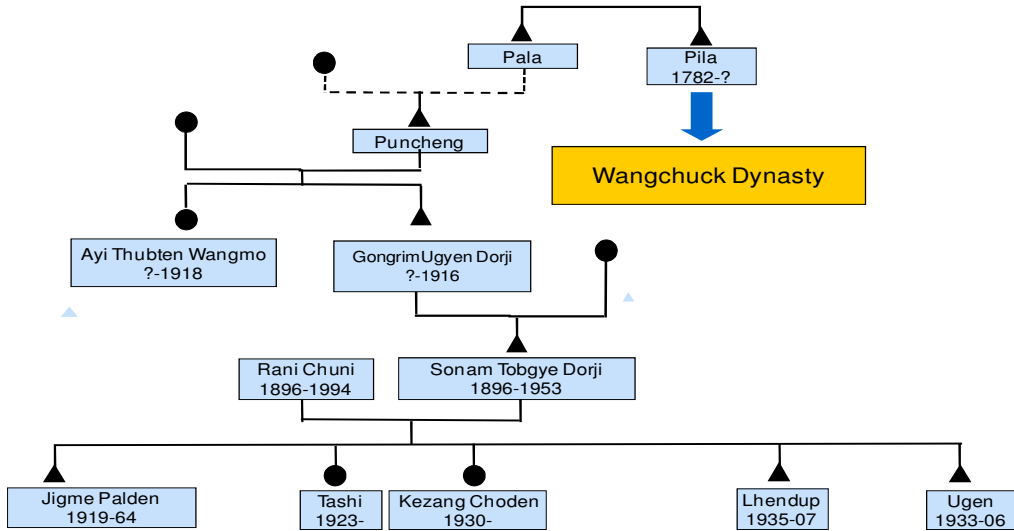 Pala
Pila
1782-?
Puncheng
Wangchuck Dynasty
Ayi Thubten Wangmo
?-1918
GongrimUgyen Dorji
?-1916
Rani Chuni
1896-1994
Sonam Tobgye Dorji
1896-1953
Jigme Palden
1919-64
Tashi
1923-
Kezang Choden
1930-
Lhendup
1935-07
Ugen
1933-06